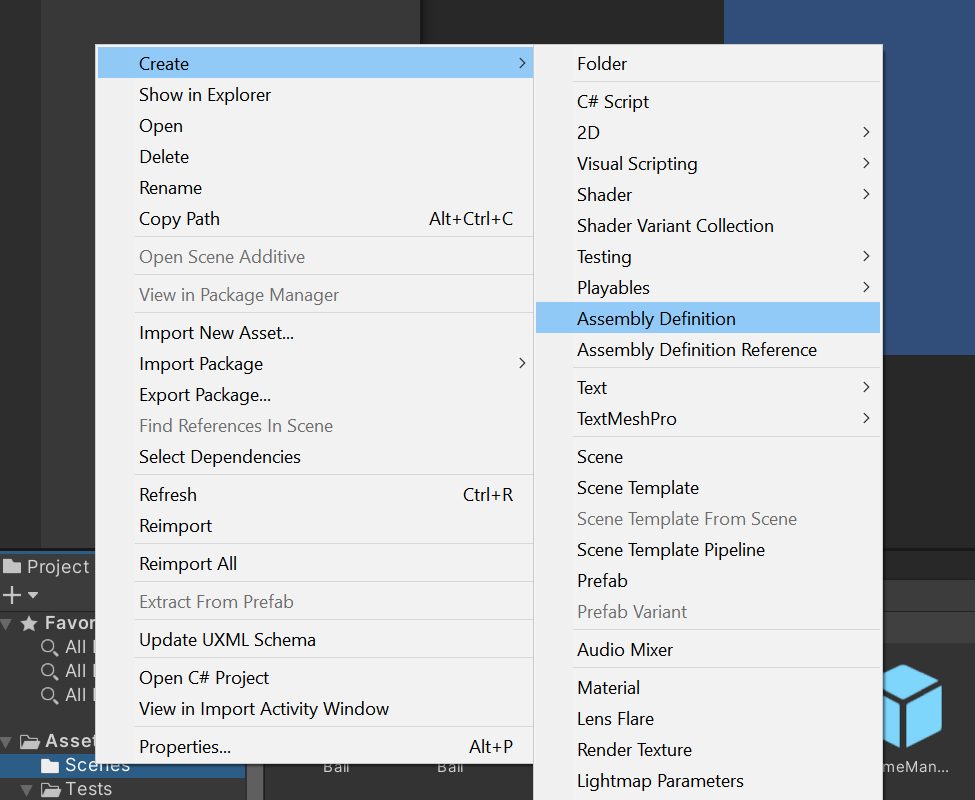 Create
Show in Explorer
Open
Delete
Rename
Copy Path Alt+Ctrl+C
Open Scene Additive
View in Package Manager
Import New Asset...
Import Package
Export Package...
Find References In Scene
Select Dependencies
Refresh Ctrl+R
Reimport
Reimport All
Extract From Prefab
Update UXML Schema
Open C# Project
View in Import Activity Window
Properties... Alt+P
Folder
C# Script
2D
Visual Scripting
Shader
Shader Variant Collection
Testing
Playables
Assembly Definition
Assembly Definition Reference
Text
TextMeshPro
Scene
Scene Template
Scene Template From Scene
Scene Template Pipeline
Prefab
Prefab Variant
Audio Mixer
Material
Lens Flare
Render Texture
Lightmap Parameters
Project
Favor
All
All
All
Asset
Scenes
Tests
Ball
Ball
meMan...